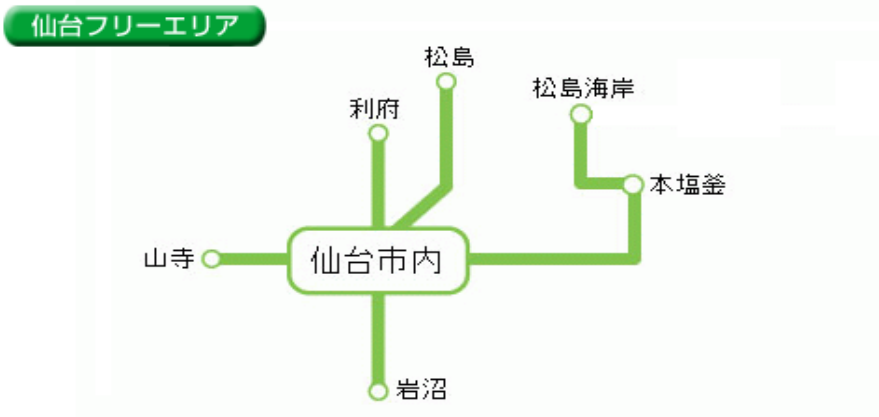 仙台フリーエリア
松島
松島海岸
利府
本塩釜
山寺
仙台市内
岩沼